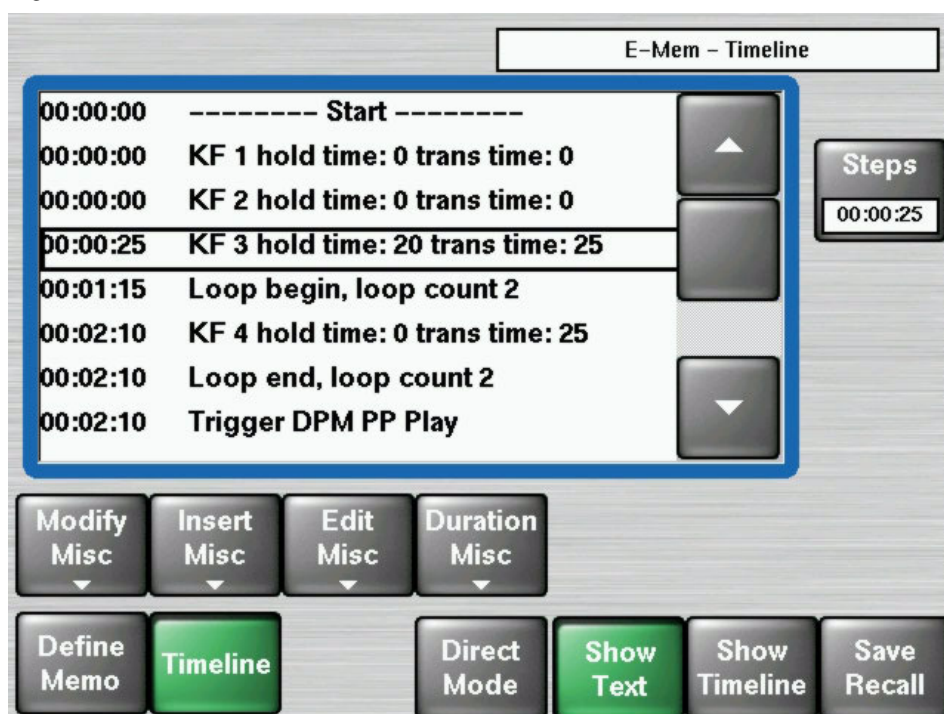 E-Mem - Timeline
00:00:00 -------- Start --------
00:00:00 KF 1 hold time: 0 trans time: 0
00:00:00 KF 2 hold time: 0 trans time: 0
00:00:25 KF 3 hold time: 20 trans time: 25
00:01:15 Loop begin, loop count 2
00:02:10 KF 4 hold time: 0 trans time: 25
00:02:10 Loop end, loop count 2
00:02:10 Trigger DPM PP Play
Steps
00:00:25
Modify
Misc
Insert
Misc
Edit
Misc
Duration
Misc
Define
Memo
Timeline
Direct
Mode
Show
Text
Show
Timeline
Save
Recall